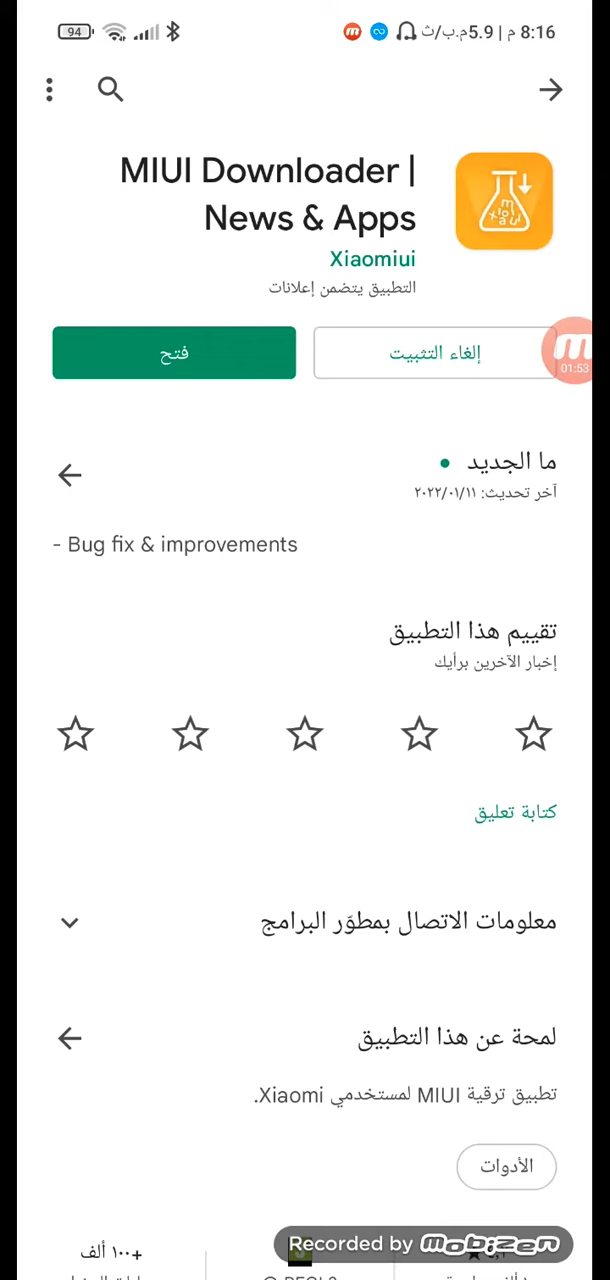 94
8:16 م | 5.9م.ب/ث
MIUI Downloader |
News & Apps
Xiaomiui
التطبيق يتضمن إعلانات
إلغاء التثبيت
فتح
01:53
ما الجديد
آخر تحديث: ٢٠٢٢/٠١/١١
- Bug fix & improvements
تقييم هذا التطبيق
إخبار الآخرين برأيك
كتابة تعليق
معلومات الاتصال بمطوّر البرامج
لمحة عن هذا التطبيق
تطبيق ترقية MIUI لمستخدمي Xiaomi.
الأدوات
+١٠٠ ألف
Recorded by mobizen